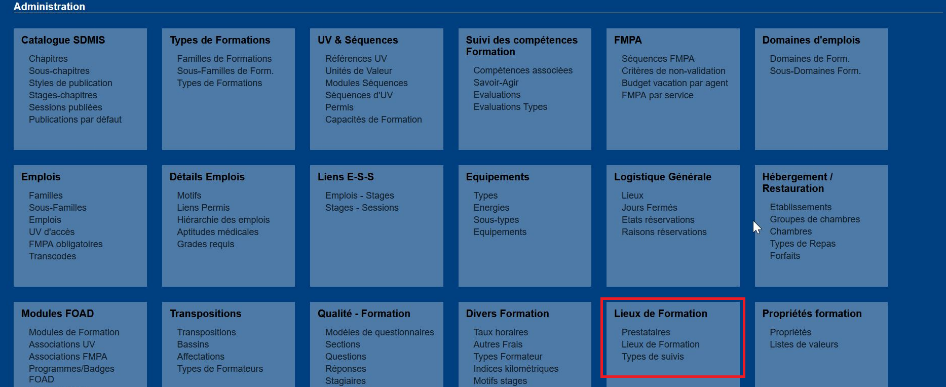 Administration
Catalogue SDMIS
Chapitres
Sous-chapitres
Styles de publication
Stages-chapitres
Sessions publiées
Publications par défaut
Types de Formations
Familles de Formations
Sous-Familles de Form.
Types de Formations
UV & Séquences
Références UV
Unités de Valeur
Modules Séquences
Séquences d'UV
Permis
Capacités de Formation
Suivi des compétences
Formation
Compétences associées
Savoir-Agir
Evaluations
Evaluations Types
FMPA
Séquences FMPA
Critères de non-validation
Budget vacation par agent
FMPA par service
Domaines d'emplois
Domaines de Form.
Sous-Domaines Form.
Emplois
Familles
Sous-Familles
Emplois
UV d'accès
FMPA obligatoires
Transcodes
Détails Emplois
Motifs
Liens Permis
Hiérarchie des emplois
Aptitudes médicales
Grades requis
Liens E-S-S
Emplois - Stages
Stages - Sessions
Equipements
Types
Energies
Sous-types
Equipements
Logistique Générale
Lieux
Jours Fermés
Etats réservations
Raisons réservations
Hébergement /
Restauration
Etablissements
Groupes de chambres
Chambres
Types de Repas
Forfaits
Modules FOAD
Modules de Formation
Associations UV
Associations FMPA
Programmes/Badges
FOAD
Transpositions
Transpositions
Bassins
Affectations
Types de Formateurs
Qualité - Formation
Modèles de questionnaires
Sections
Questions
Réponses
Stagiaires
Divers Formation
Taux horaires
Autres Frais
Types Formateur
Indices kilométriques
Motifs stages
Lieux de Formation
Prestataires
Lieux de Formation
Types de suivis
Propriétés formation
Propriétés
Listes de valeurs